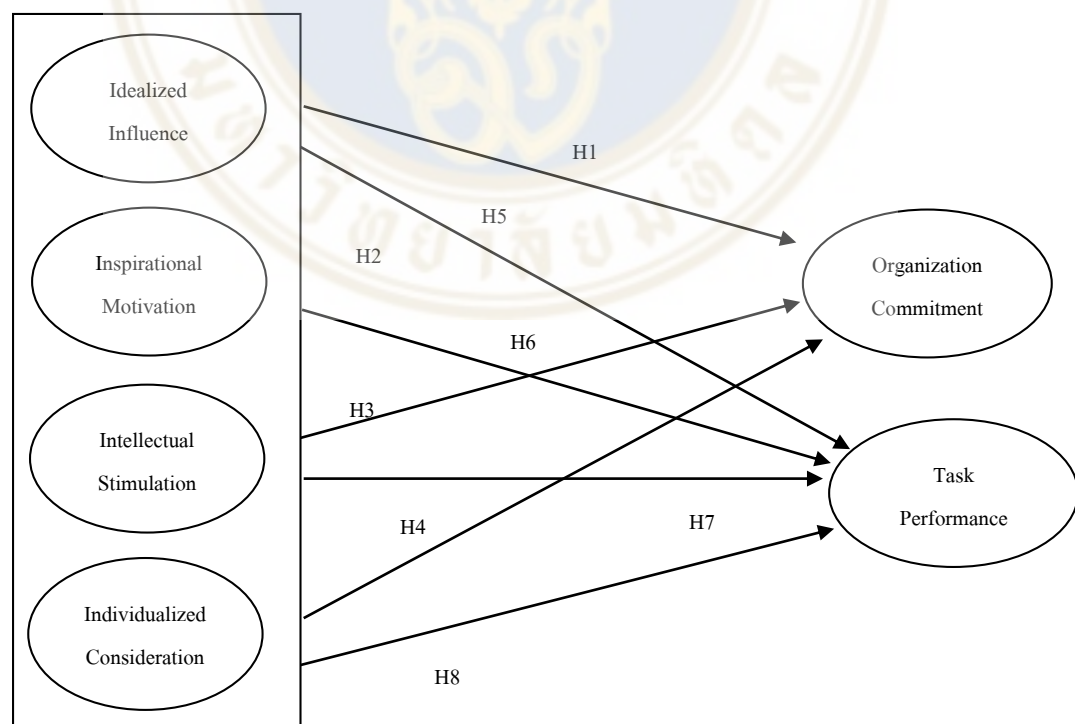 Idealized
Influence
H1
H5
Inspirational
Motivation
H2
Organization
Commitment
H6
H3
Intellectual
Stimulation
Task
Performance
H4
H7
Individualized
Consideration
H8